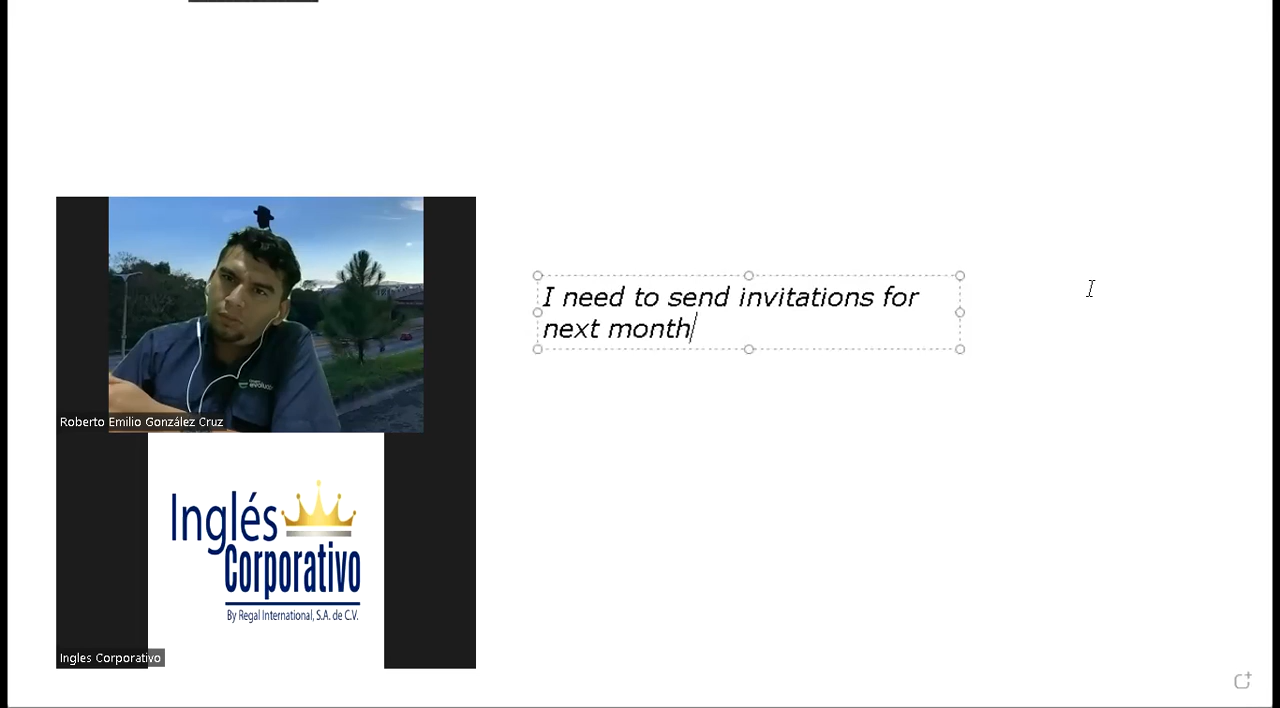 I need to send invitations for
next month
Roberto Emilio González Cruz
Inglés
Corporativo
By Regal International, S.A. de C.V.
Ingles Corporativo